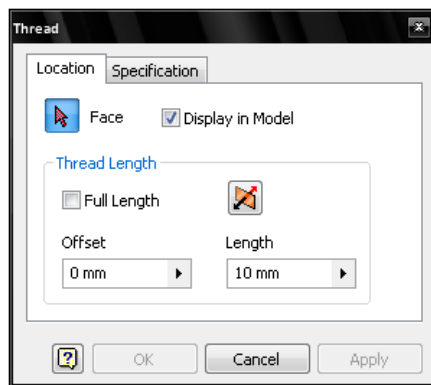 Thread
Location Specification
Face Display in Model
Thread Length
Full Length
Offset Length
0 mm 10 mm
? OK Cancel Apply